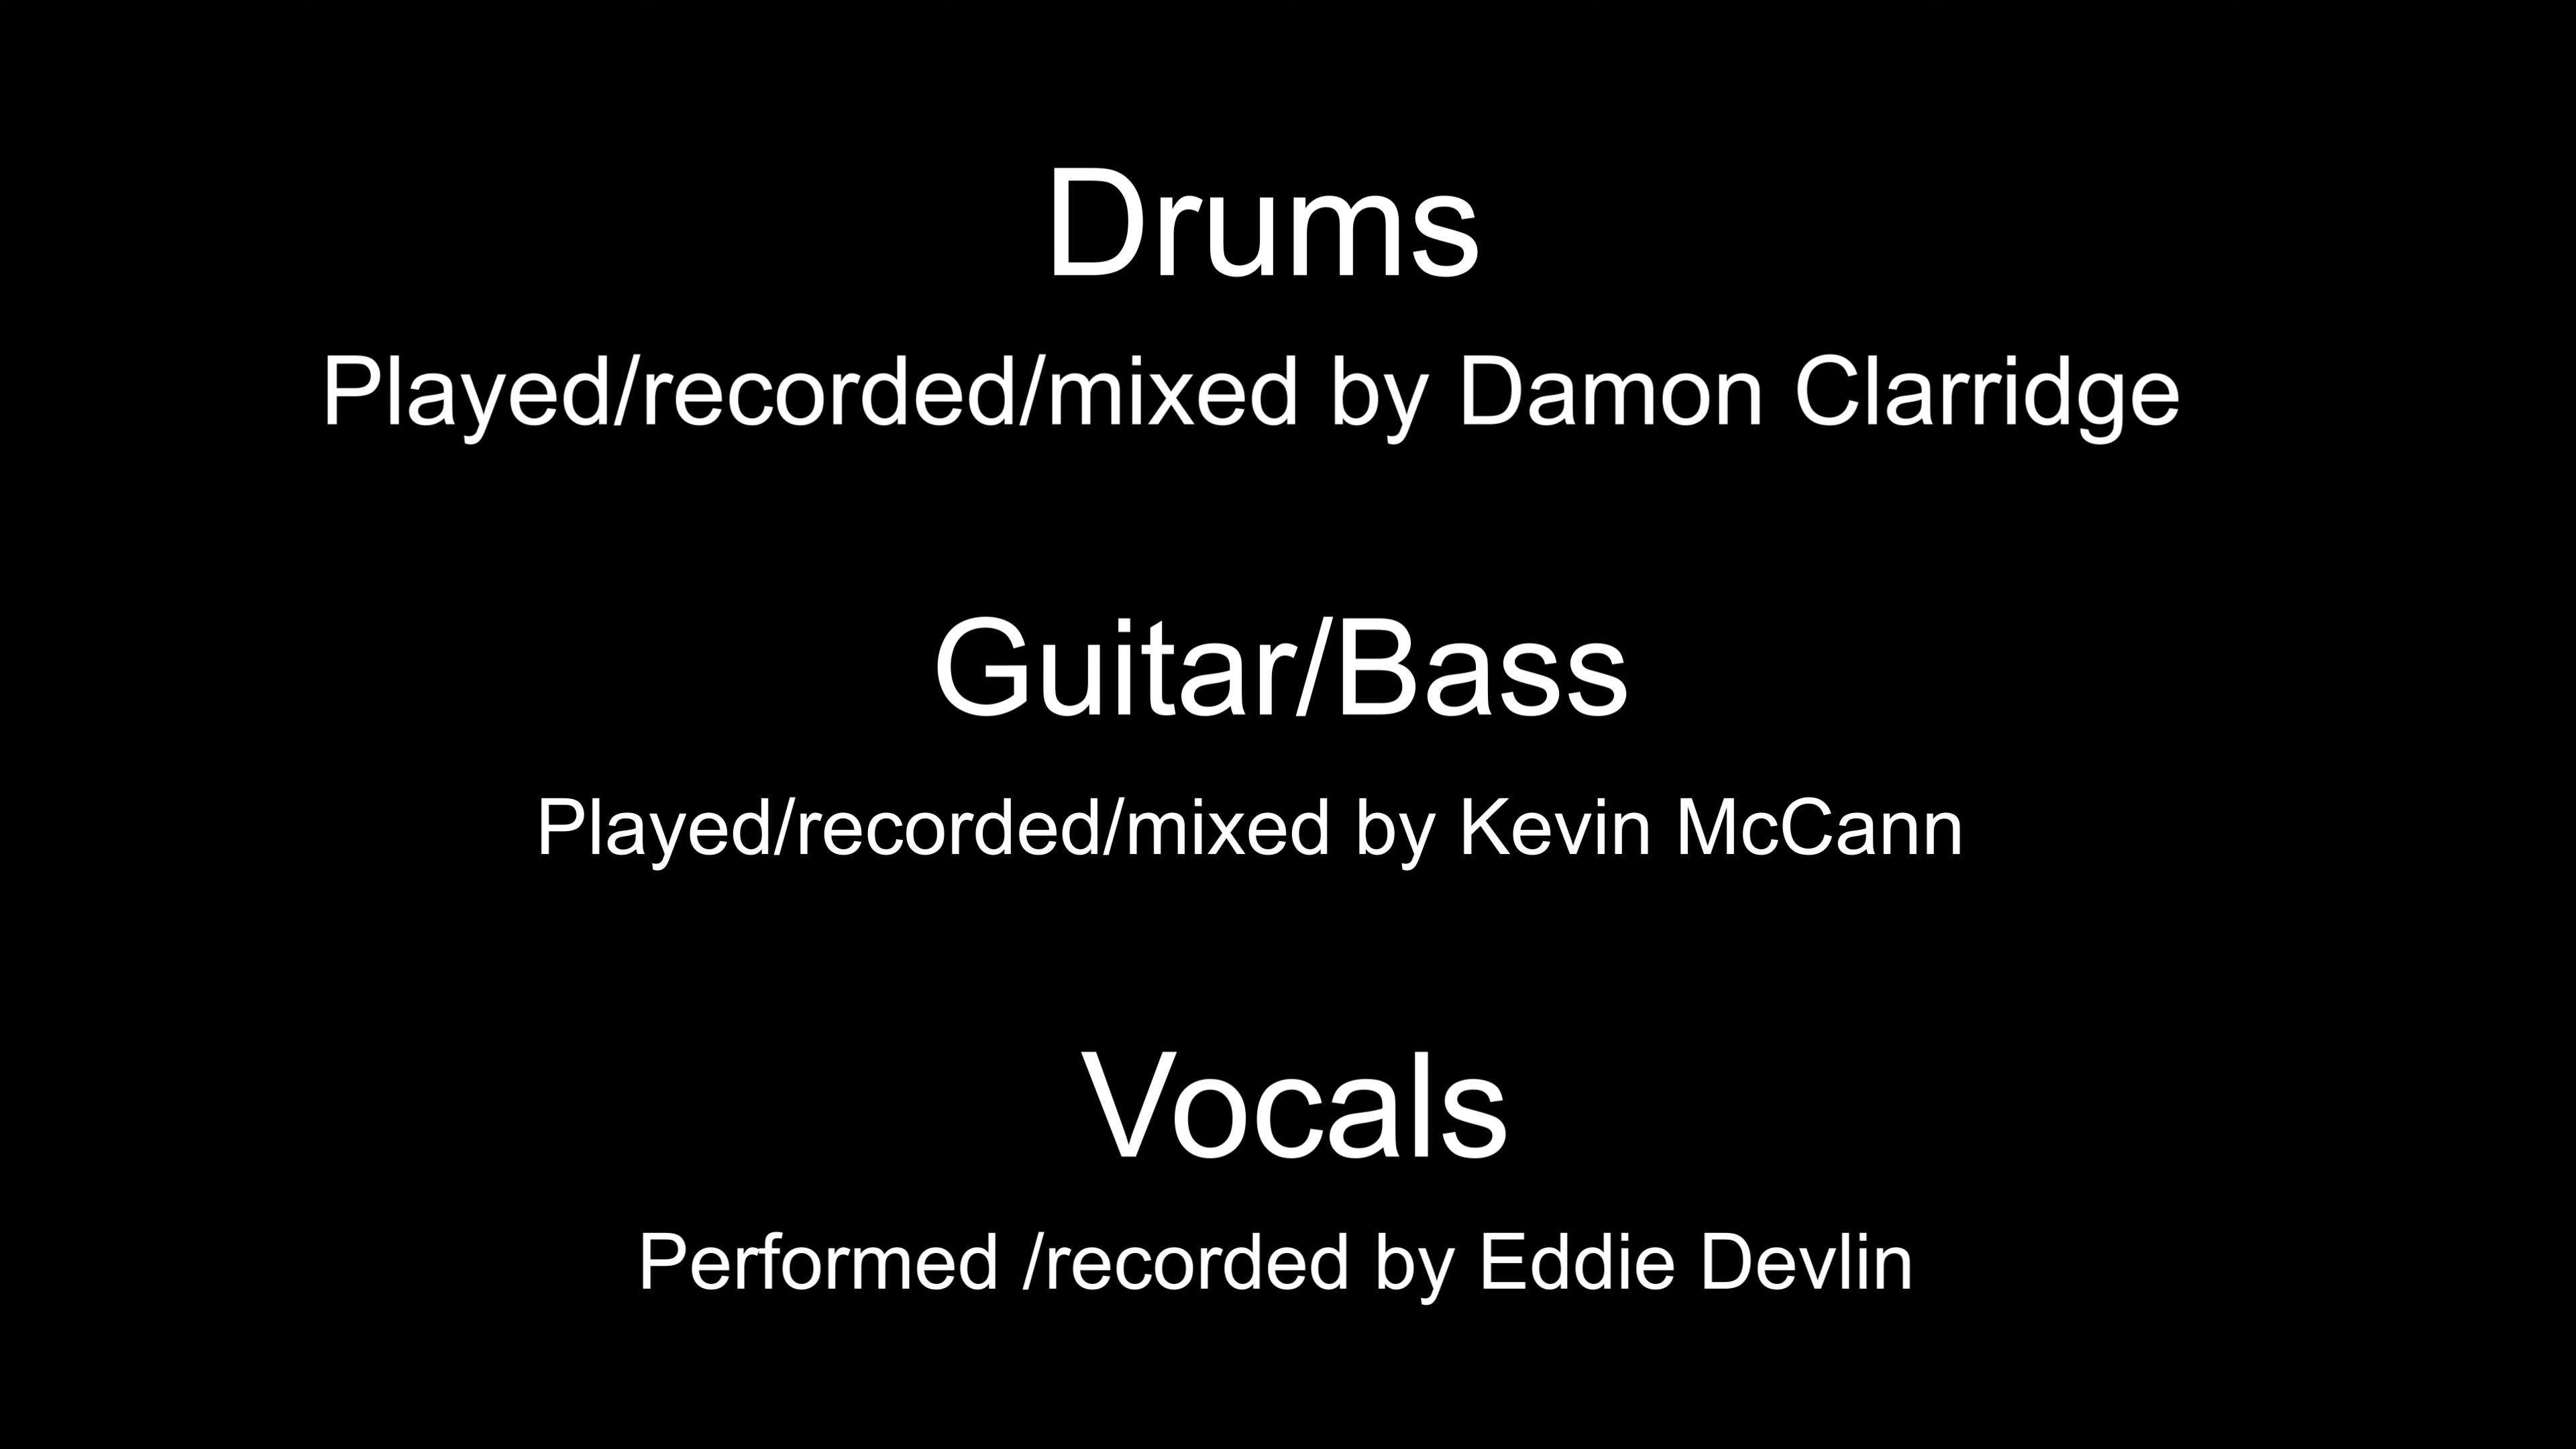 Drums
Played/recorded/mixed by Damon Clarridge
Guitar/Bass
Played/recorded/mixed by Kevin McCann
Vocals
Performed /recorded by Eddie Devlin